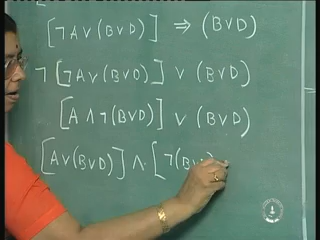 [¬A∨(B∨D)] ⇒ (B∨D)
¬[¬A∨(B∨D)] ∨ (B∨D)
[A∧¬(B∨D)] ∨ (B∨D)
[A∨(B∨D)] ∧ [¬(B∨